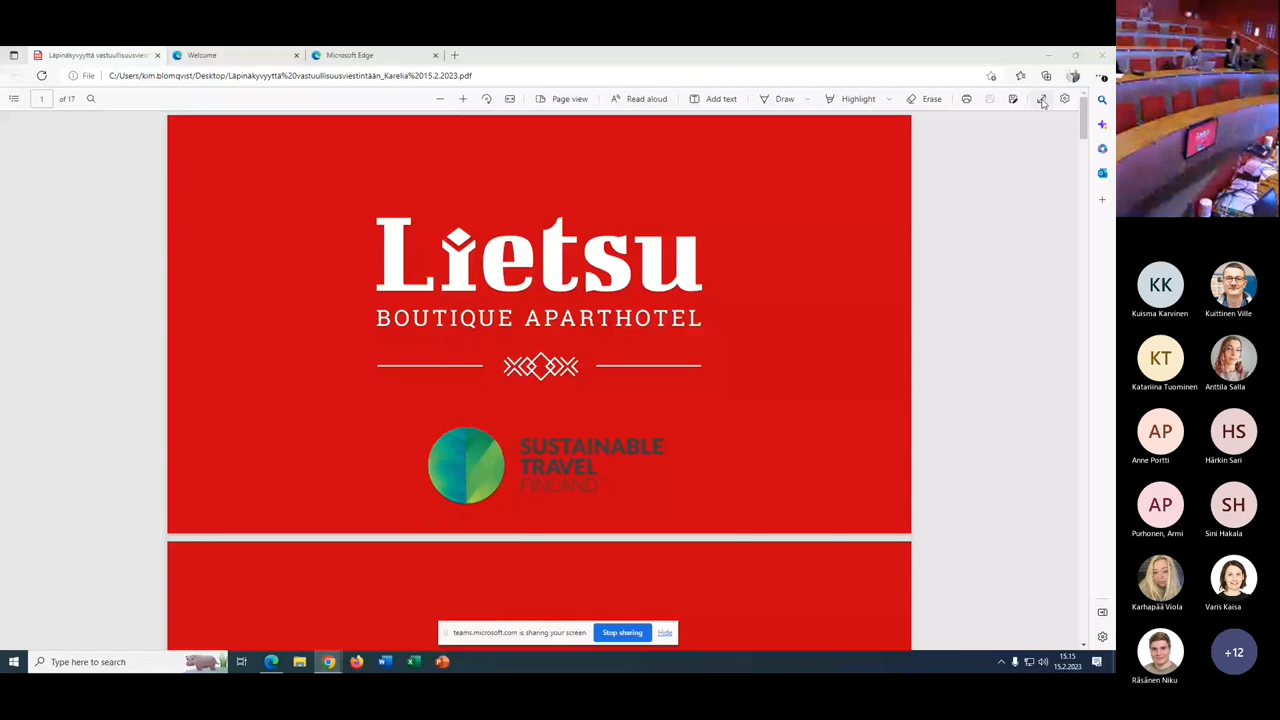 Läpinäkyvyyttä vastuullisuusviest
Welcome
Microsoft Edge
File
C:/Users/kim.blomqvist/Desktop/Läpinäkyvyyttä%20vastuullisuusviestintään_Karelia%2015.2.2023.pdf
1 of 17
Page view
Read aloud
Add text
Draw
Highlight
Erase
Lietsu
BOUTIQUE APARTHOTEL
SUSTAINABLE
TRAVEL
FINLAND
teams.microsoft.com is sharing your screen.
Stop sharing
Hide
Type here to search
15.15
15.2.2023
Lietsu
KK
Kuisma Karvinen
Kuittinen Ville
KT
Katariina Tuominen
Anttila Salla
AP
Anne Portti
HS
Härkin Sari
AP
Purhonen, Armi
SH
Sini Hakala
Karhapää Viola
Varis Kaisa
Räsänen Niku
+12